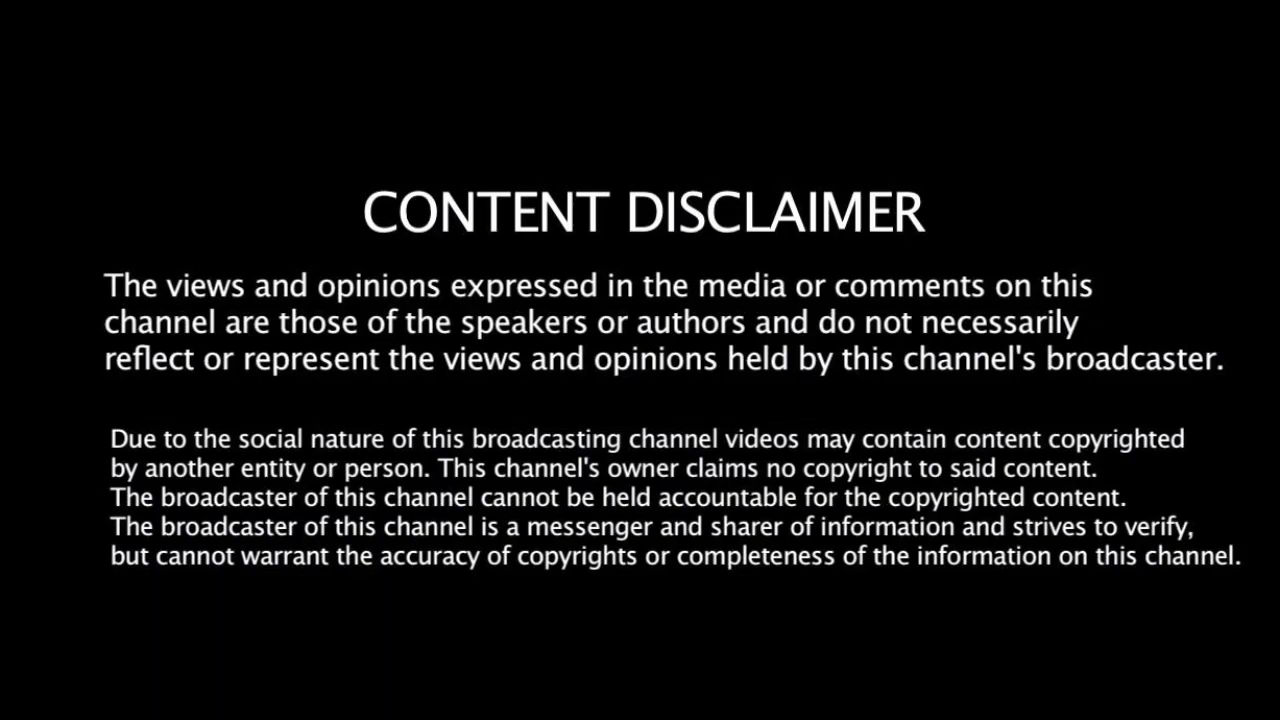 CONTENT DISCLAIMER
The views and opinions expressed in the media or comments on this
channel are those of the speakers or authors and do not necessarily
reflect or represent the views and opinions held by this channel's broadcaster.
Due to the social nature of this broadcasting channel videos may contain content copyrighted
by another entity or person. This channel's owner claims no copyright to said content.
The broadcaster of this channel cannot be held accountable for the copyrighted content.
The broadcaster of this channel is a messenger and sharer of information and strives to verify,
but cannot warrant the accuracy of copyrights or completeness of the information on this channel.